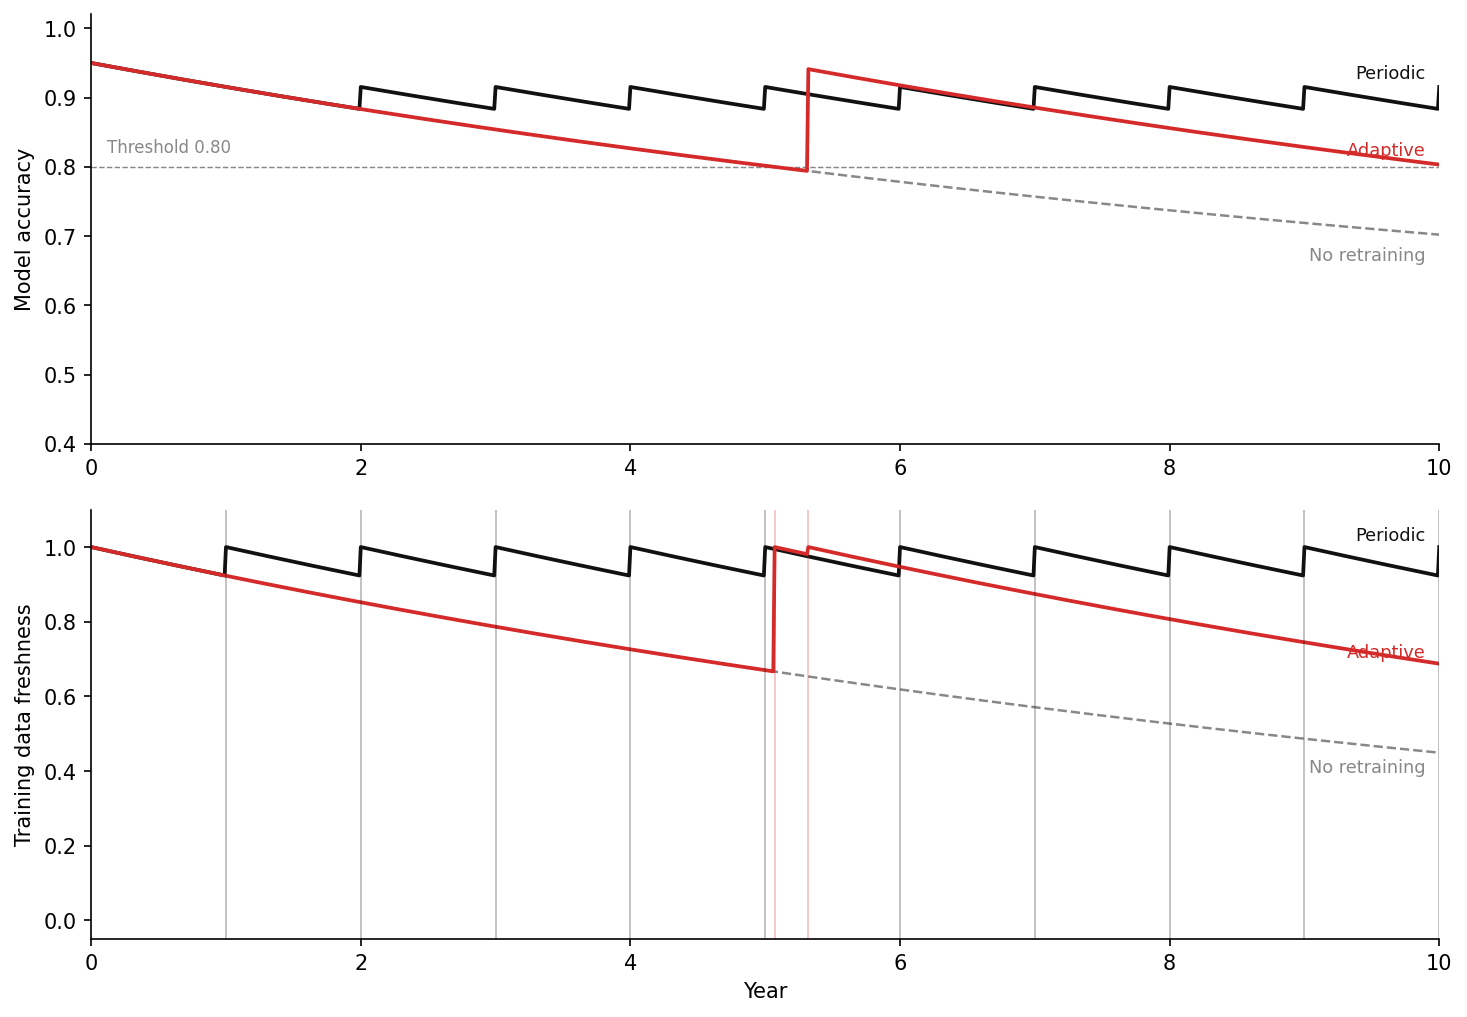 1.0
Periodic
0.9
Threshold 0.80
Adaptive
0.8
0.7
No retraining
0.6
0.5
0.4
Model accuracy
0 2 4 6 8 10
Periodic
1.0
0.8
Adaptive
0.6
No retraining
0.4
0.2
0.0
Training data freshness
0 2 4 6 8 10
Year